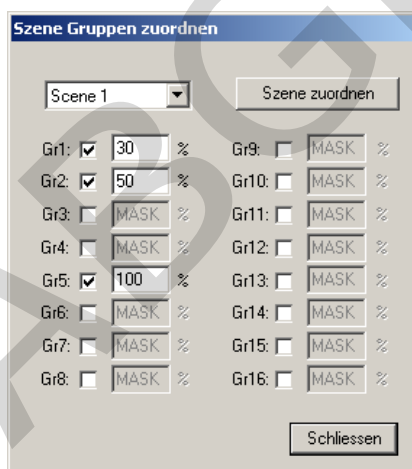 Szene Gruppen zuordnen
Scene 1 Szene zuordnen
Gr1: 30 % Gr9: MASK %
Gr2: 50 % Gr10: MASK %
Gr3: MASK % Gr11: MASK %
Gr4: MASK % Gr12: MASK %
Gr5: 100 % Gr13: MASK %
Gr6: MASK % Gr14: MASK %
Gr7: MASK % Gr15: MASK %
Gr8: MASK % Gr16: MASK %
Schliessen